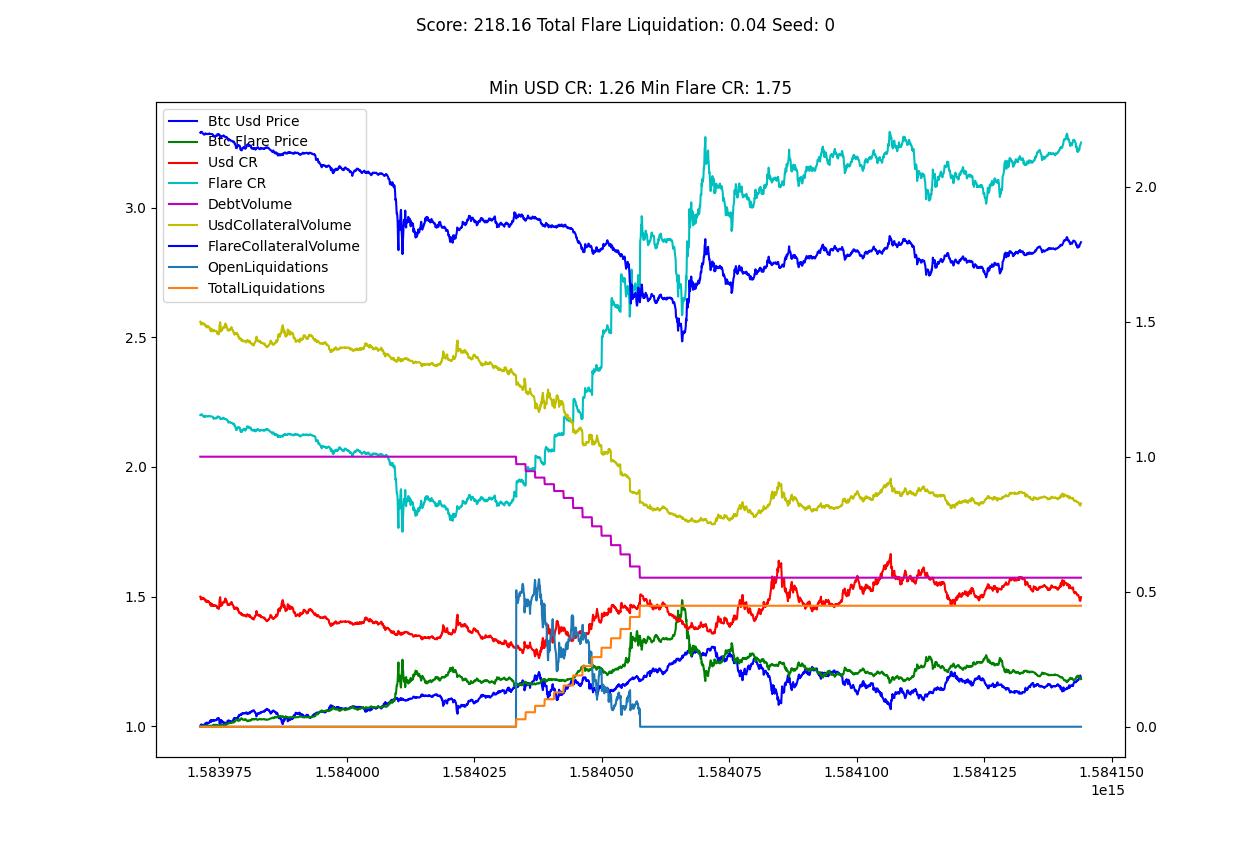 Score: 218.16 Total Flare Liquidation: 0.04 Seed: 0
Min USD CR: 1.26 Min Flare CR: 1.75
Btc Usd Price
Btc Flare Price
Usd CR
Flare CR
DebtVolume
UsdCollateralVolume
FlareCollateralVolume
OpenLiquidations
TotalLiquidations
3.0
2.5
2.0
1.5
1.0
2.0
1.5
1.0
0.5
0.0
1.583975 1.584000 1.584025 1.584050 1.584075 1.584100 1.584125 1.584150
1e15